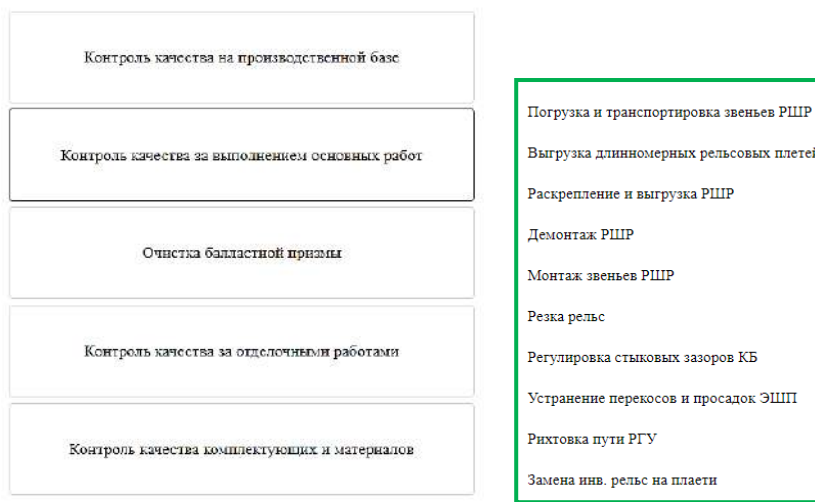 Контроль качества на производственной базе
Контроль качества за выполнением основных работ
Очистка балластной призмы
Контроль качества за отделочными работами
Контроль качества комплектующих и материалов
Погрузка и транспортировка звеньев РШР
Выгрузка длинномерных рельсовых плетей
Раскрепление и выгрузка РШР
Демонтаж РШР
Монтаж звеньев РШР
Резка рельс
Регулировка стыковых зазоров КБ
Устранение перекосов и просадок ЭШП
Рихтовка пути РГУ
Замена инв. рельс на плаети